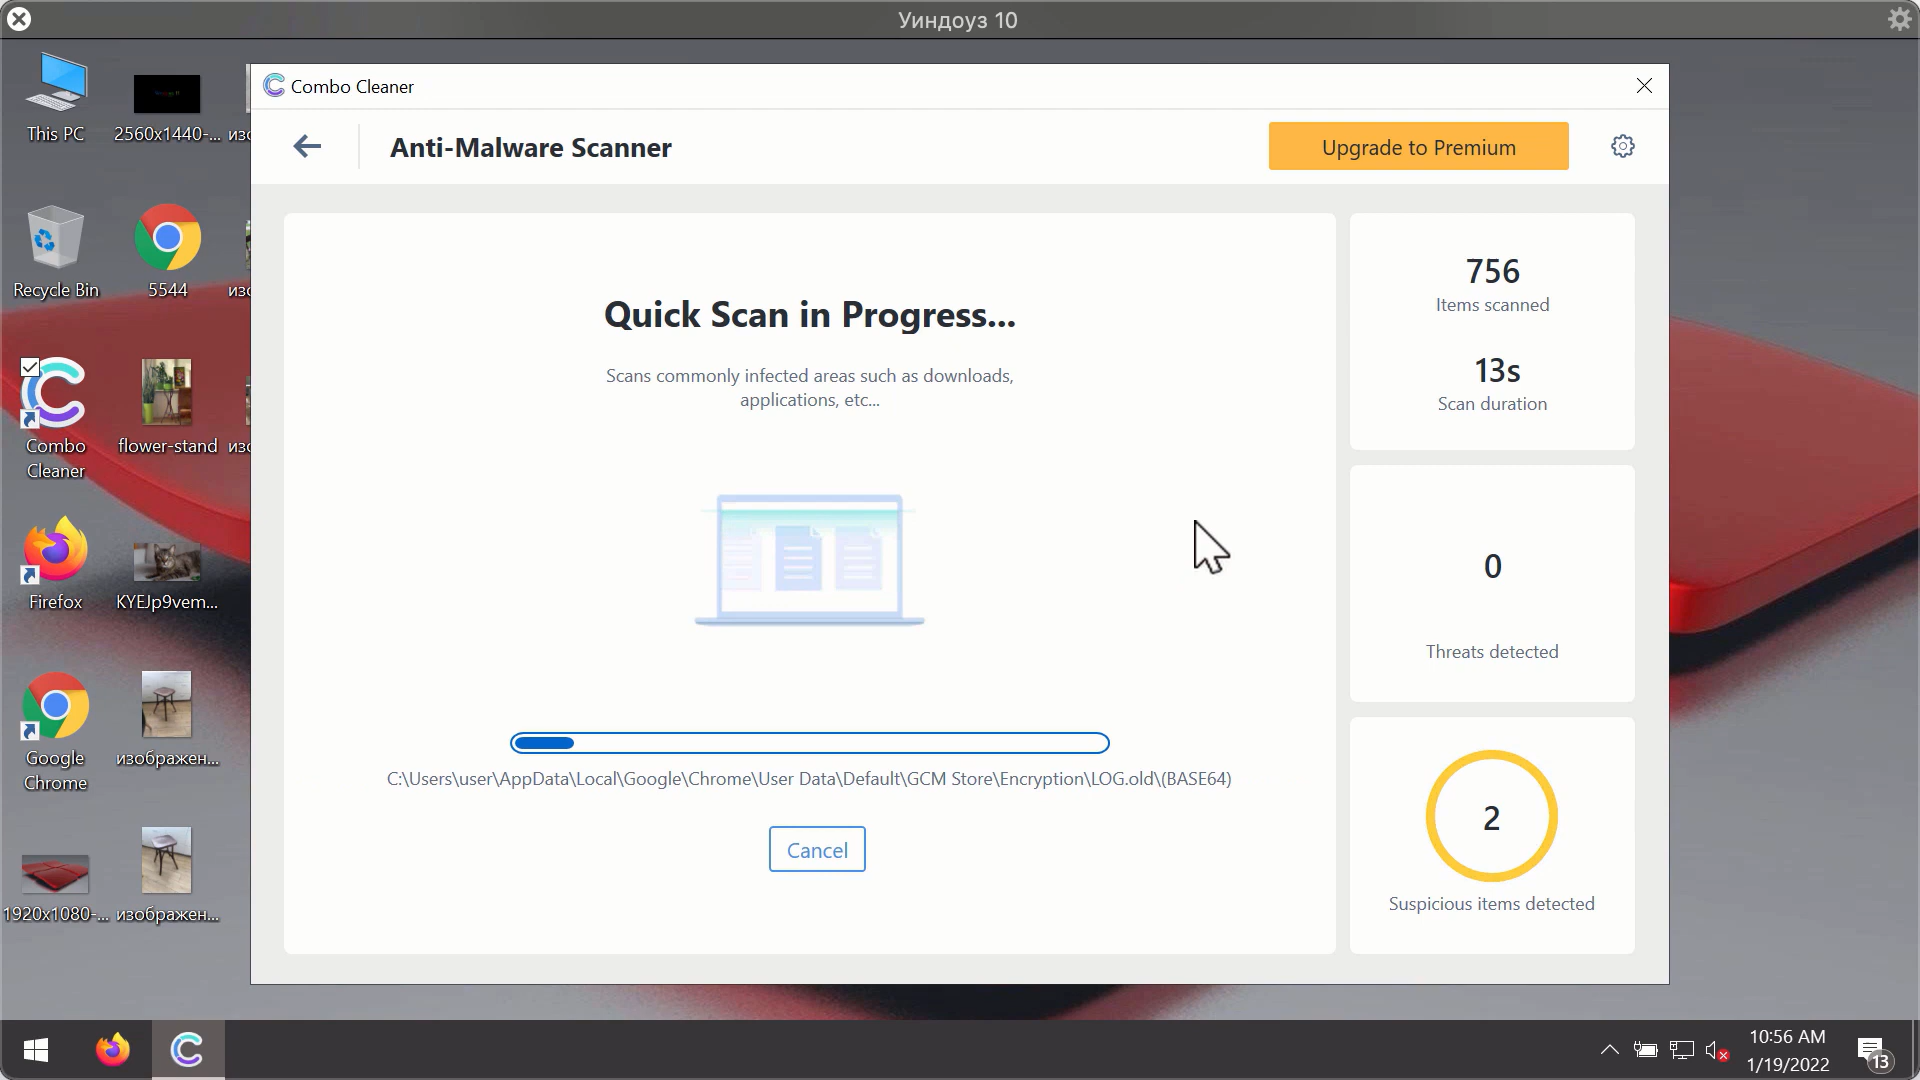 Уиндоуз 10
This PC
2560x1440-...
изо
Combo Cleaner
Anti-Malware Scanner
Upgrade to Premium
Recycle Bin
5544
изо
Quick Scan in Progress...
Scans commonly infected areas such as downloads,
applications, etc...
756
Items scanned
13s
Scan duration
Combo
Cleaner
flower-stand
изо
0
Threats detected
Firefox
KYEJp9vem...
C:\Users\user\AppData\Local\Google\Chrome\User Data\Default\GCM Store\Encryption\LOG.old\(BASE64)
Cancel
2
Suspicious items detected
Google
Chrome
изображен...
1920x1080-...
изображен...
10:56 AM
1/19/2022
13